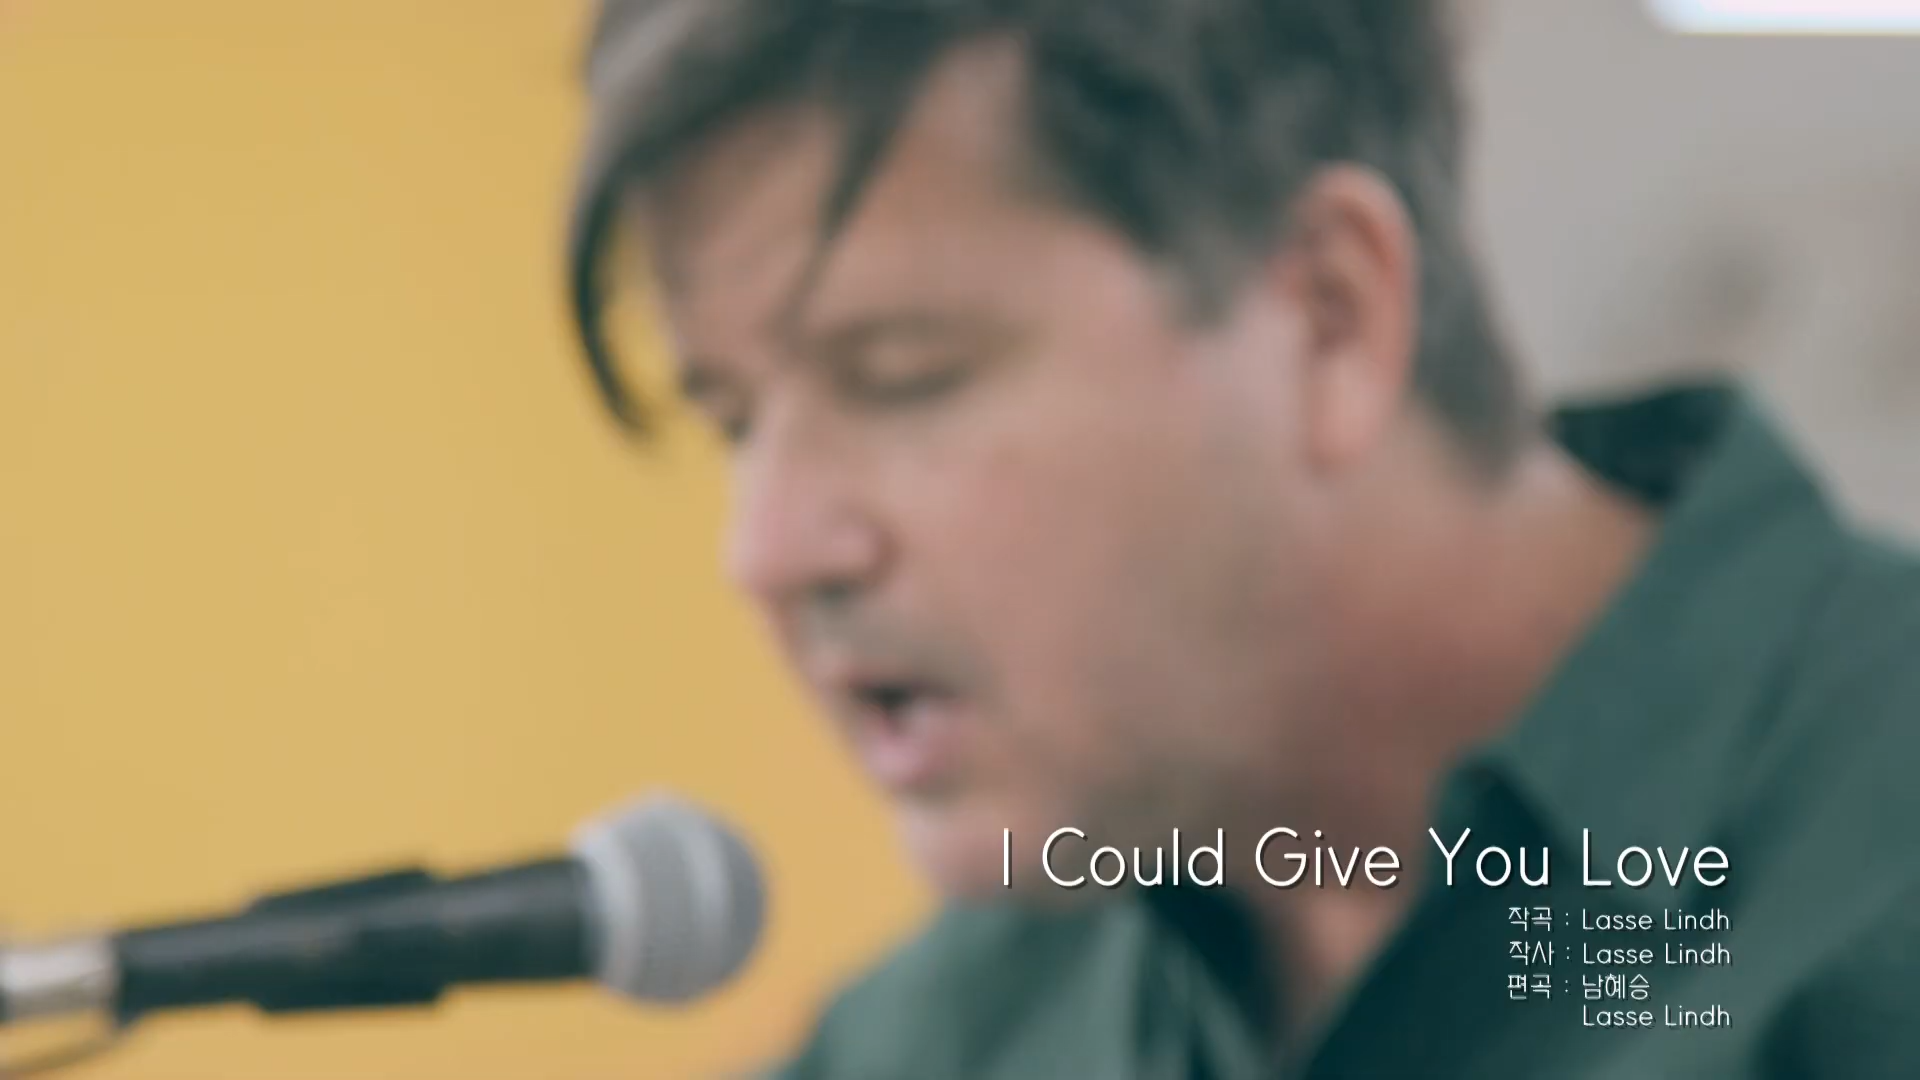 I Could Give You Love
작곡 : Lasse Lindh
작사 : Lasse Lindh
편곡 : 남혜승
Lasse Lindh